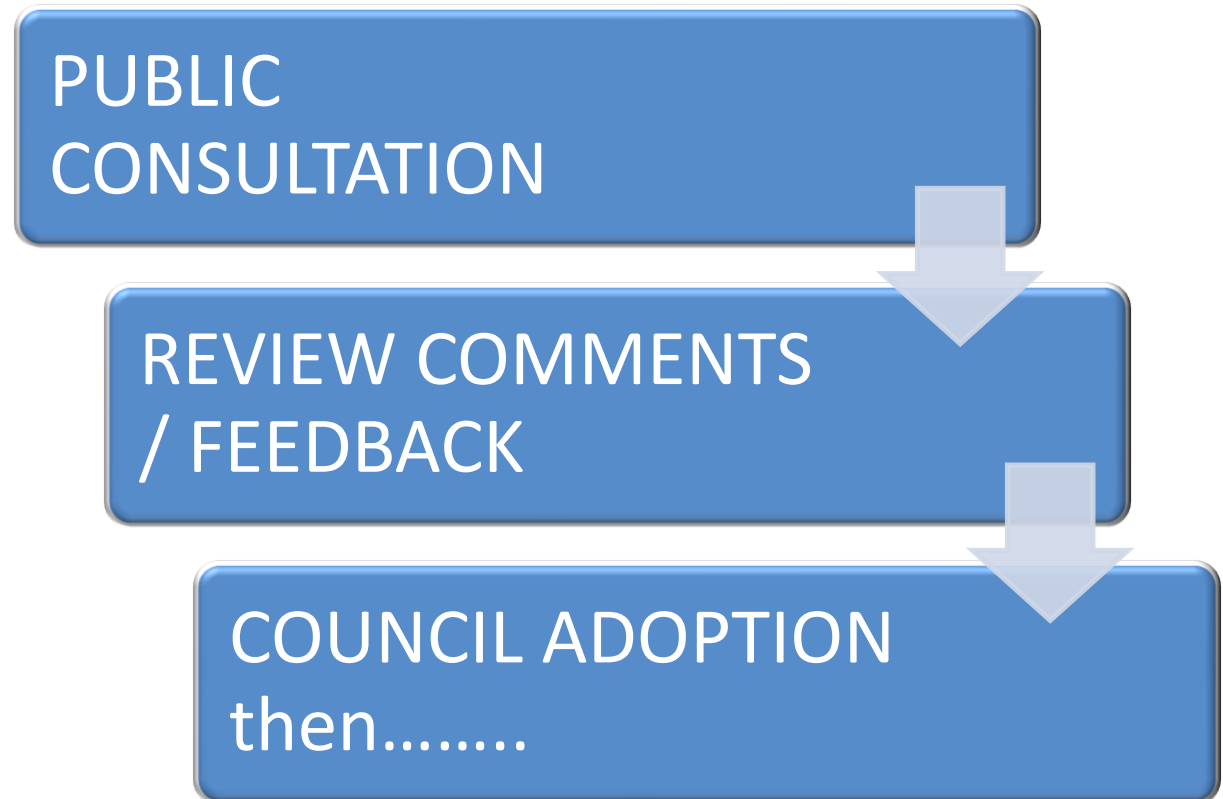 PUBLIC
CONSULTATION
REVIEW COMMENTS
/ FEEDBACK
COUNCIL ADOPTION
then……..